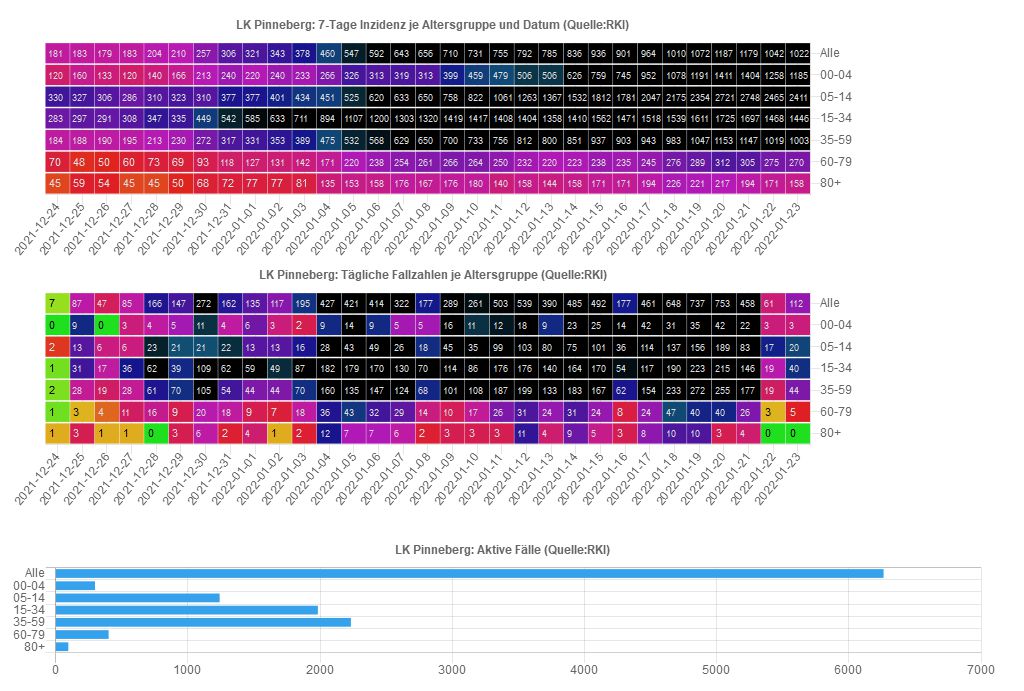 LK Pinneberg: 7-Tage Inzidenz je Altersgruppe und Datum (Quelle:RKI)
181 183 179 183 204 210 257 306 321 343 378 460 547 592 643 656 710 731 755 792 785 836 936 901 964 1010 1072 1187 1179 1042 1022 Alle
120 160 133 120 140 166 213 240 220 240 233 266 326 313 319 313 399 459 479 506 506 626 759 745 952 1078 1191 1411 1404 1258 1185 00-04
330 327 306 286 310 323 310 377 377 401 434 451 525 620 633 650 758 822 1061 1263 1367 1532 1812 1781 2047 2175 2354 2721 2748 2465 2411 05-14
283 297 291 308 347 335 449 542 585 633 711 894 1107 1200 1303 1320 1419 1417 1408 1404 1358 1410 1562 1471 1518 1539 1611 1725 1697 1468 1446 15-34
184 188 190 195 213 230 272 317 331 353 389 475 532 568 629 650 700 733 756 812 800 851 937 903 943 983 1047 1153 1147 1019 1003 35-59
70 48 50 60 73 69 93 118 127 131 142 171 220 238 254 261 266 264 250 232 220 223 238 235 245 276 289 312 305 275 270 60-79
45 59 54 45 45 50 68 72 77 77 81 135 153 158 176 167 176 180 140 158 144 158 171 171 194 226 221 217 194 171 158 80+
2021-12-24 2021-12-25 2021-12-26 2021-12-27 2021-12-28 2021-12-29 2021-12-30 2021-12-31 2022-01-01 2022-01-02 2022-01-03 2022-01-04 2022-01-05 2022-01-06 2022-01-07 2022-01-08 2022-01-09 2022-01-10 2022-01-11 2022-01-12 2022-01-13 2022-01-14 2022-01-15 2022-01-16 2022-01-17 2022-01-18 2022-01-19 2022-01-20 2022-01-21 2022-01-22 2022-01-23
LK Pinneberg: Tägliche Fallzahlen je Altersgruppe (Quelle:RKI)
7 87 47 85 166 147 272 162 135 117 195 427 421 414 322 177 289 261 503 539 390 485 492 177 461 648 737 753 458 61 112 Alle
0 9 0 3 4 5 11 4 6 3 2 9 14 9 5 5 16 11 12 18 9 23 25 14 42 31 35 42 22 3 3 00-04
2 13 6 6 23 21 21 22 13 13 16 28 43 49 26 18 45 35 99 103 80 75 101 36 114 137 156 189 83 17 20 05-14
1 31 17 36 62 39 109 62 59 49 87 182 179 170 130 70 114 86 176 176 140 164 170 54 117 190 223 215 146 19 40 15-34
2 28 19 28 61 70 105 54 44 44 70 160 135 147 124 68 101 108 187 199 133 167 62 154 233 272 255 177 19 44 35-59
1 3 4 11 16 9 20 18 9 7 18 36 43 32 29 14 10 17 26 31 24 31 24 8 24 47 40 40 26 3 5 60-79
1 3 1 1 0 3 6 2 4 1 2 12 7 7 6 2 3 3 3 11 4 9 5 3 8 10 10 3 4 0 0 80+
2021-12-24 2021-12-25 2021-12-26 2021-12-27 2021-12-28 2021-12-29 2021-12-30 2021-12-31 2022-01-01 2022-01-02 2022-01-03 2022-01-04 2022-01-05 2022-01-06 2022-01-07 2022-01-08 2022-01-09 2022-01-10 2022-01-11 2022-01-12 2022-01-13 2022-01-14 2022-01-15 2022-01-16 2022-01-17 2022-01-18 2022-01-19 2022-01-20 2022-01-21 2022-01-22 2022-01-23
LK Pinneberg: Aktive Fälle (Quelle:RKI)
Alle
00-04
05-14
15-34
35-59
60-79
80+
0 1000 2000 3000 4000 5000 6000 7000